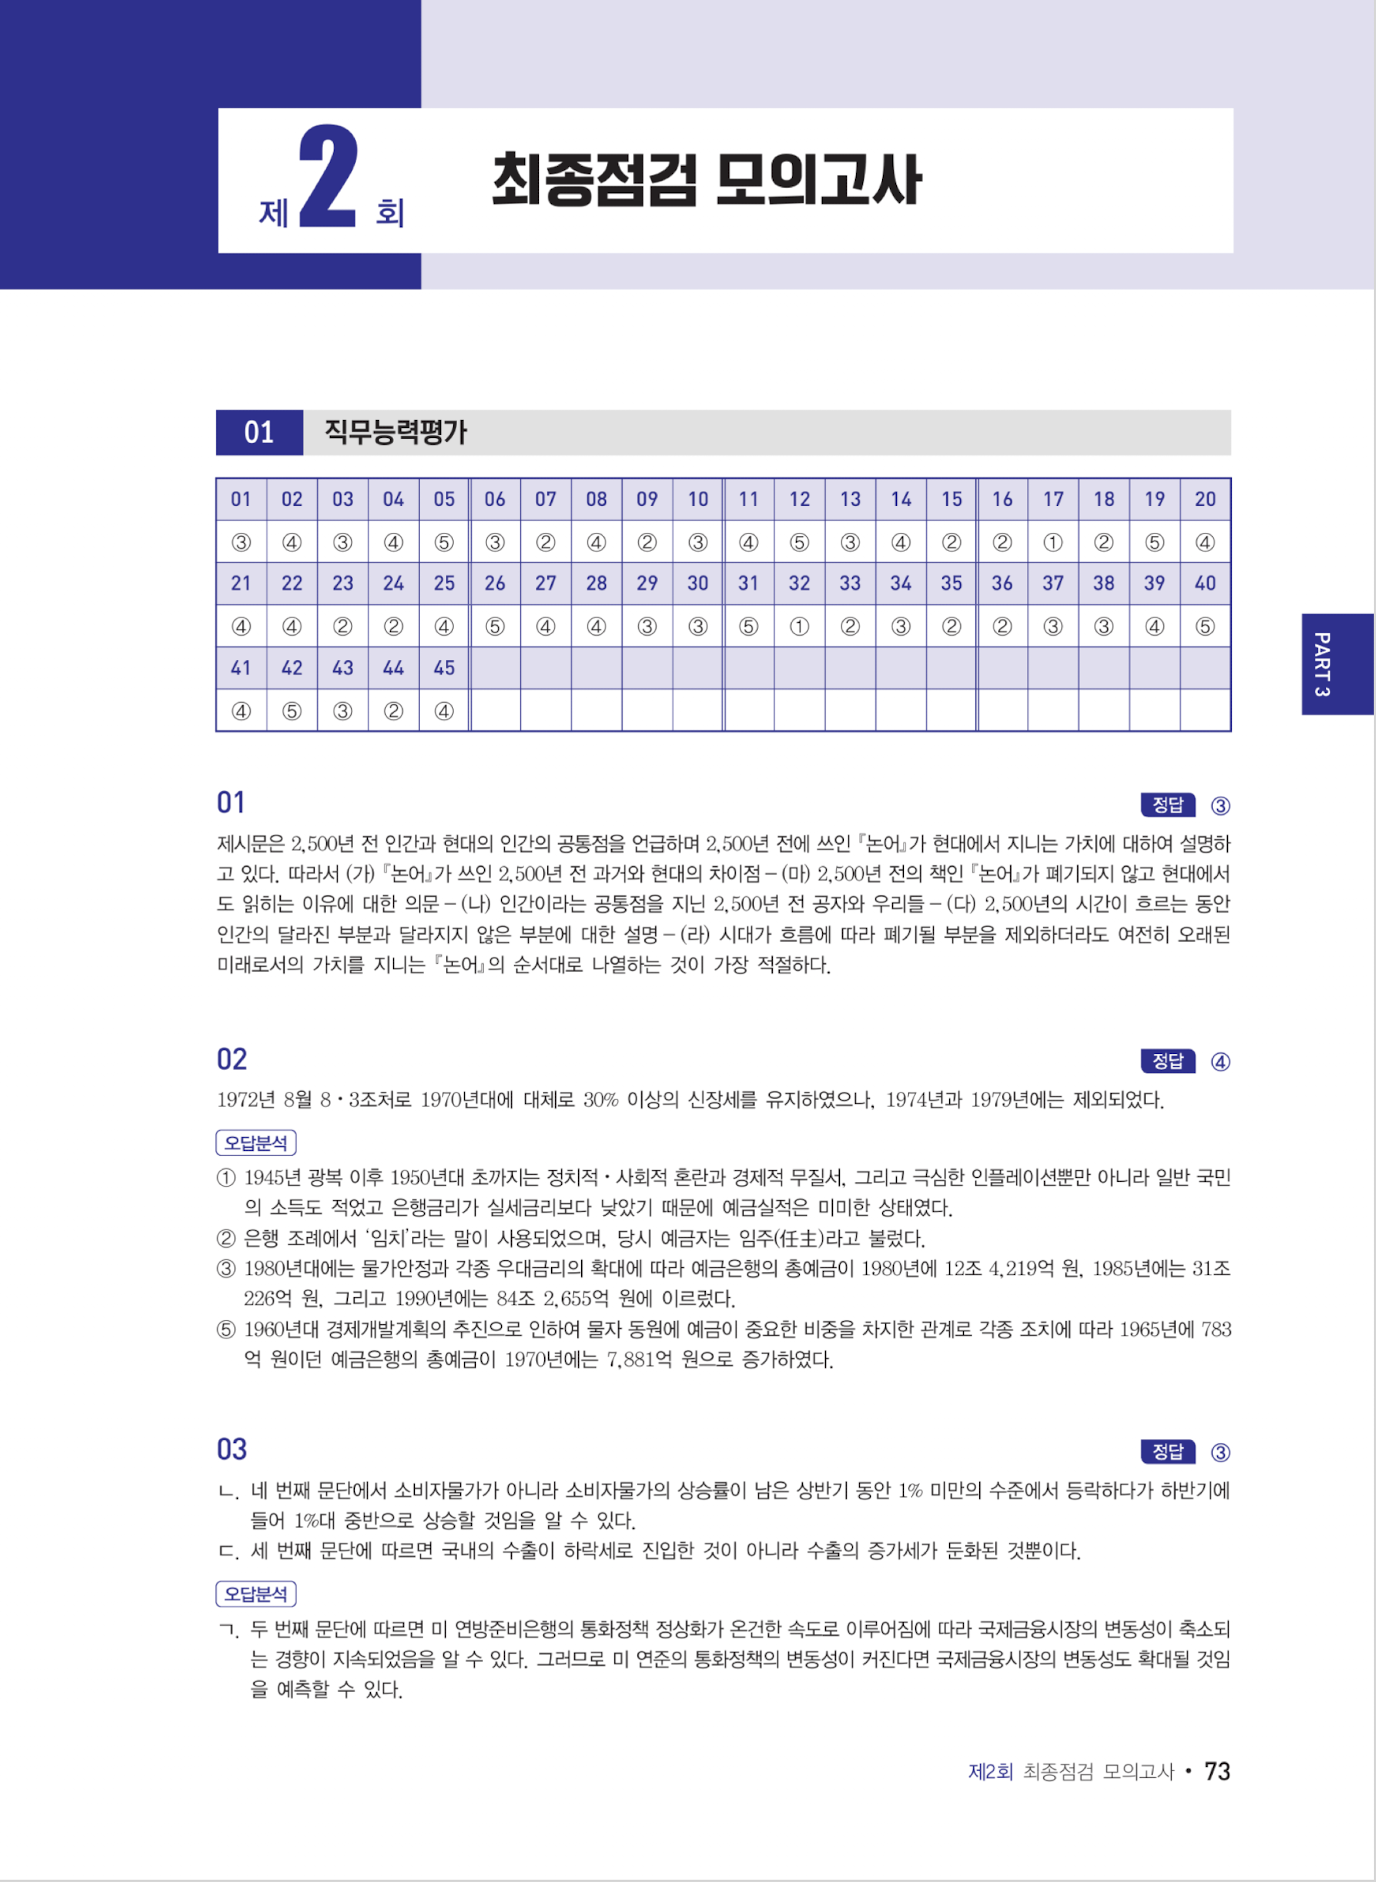 제2회
최종점검 모의고사
01 직무능력평가
01 02 03 04 05 06 07 08 09 10 11 12 13 14 15 16 17 18 19 20
③ ④ ③ ④ ⑤ ③ ② ④ ② ③ ④ ⑤ ③ ④ ② ② ① ② ⑤ ④
21 22 23 24 25 26 27 28 29 30 31 32 33 34 35 36 37 38 39 40
④ ④ ② ② ④ ⑤ ④ ④ ③ ③ ⑤ ① ② ③ ② ② ③ ③ ④ ⑤
41 42 43 44 45
④ ⑤ ③ ② ④
PART 3
01 정답 ③
제시문은 2,500년 전 인간과 현대의 인간의 공통점을 언급하며 2,500년 전에 쓰인 『논어』가 현대에서 지니는 가치에 대하여 설명하
고 있다. 따라서 (가) 『논어』가 쓰인 2,500년 전 과거와 현대의 차이점 – (마) 2,500년 전의 책인 『논어』가 폐기되지 않고 현대에서
도 읽히는 이유에 대한 의문 – (나) 인간이라는 공통점을 지닌 2,500년 전 공자와 우리들 – (다) 2,500년의 시간이 흐르는 동안
인간의 달라진 부분과 달라지지 않은 부분에 대한 설명 – (라) 시대가 흐름에 따라 폐기될 부분을 제외하더라도 여전히 오래된
미래로서의 가치를 지니는 『논어』의 순서대로 나열하는 것이 가장 적절하다.
02 정답 ④
1972년 8월 8 · 3조처로 1970년대에 대체로 30% 이상의 신장세를 유지하였으나, 1974년과 1979년에는 제외되었다.
오답분석
① 1945년 광복 이후 1950년대 초까지는 정치적 · 사회적 혼란과 경제적 무질서, 그리고 극심한 인플레이션뿐만 아니라 일반 국민
의 소득도 적었고 은행금리가 실세금리보다 낮았기 때문에 예금실적은 미미한 상태였다.
② 은행 조례에서 ‘임치’라는 말이 사용되었으며, 당시 예금자는 임주(任主)라고 불렀다.
③ 1980년대에는 물가안정과 각종 우대금리의 확대에 따라 예금은행의 총예금이 1980년에 12조 4,219억 원, 1985년에는 31조
226억 원, 그리고 1990년에는 84조 2,655억 원에 이르렀다.
⑤ 1960년대 경제개발계획의 추진으로 인하여 물자 동원에 예금이 중요한 비중을 차지한 관계로 각종 조치에 따라 1965년에 783
억 원이던 예금은행의 총예금이 1970년에는 7,881억 원으로 증가하였다.
03 정답 ③
ㄴ. 네 번째 문단에서 소비자물가가 아니라 소비자물가의 상승률이 남은 상반기 동안 1% 미만의 수준에서 등락하다가 하반기에
들어 1%대 중반으로 상승할 것임을 알 수 있다.
ㄷ. 세 번째 문단에 따르면 국내의 수출이 하락세로 진입한 것이 아니라 수출의 증가세가 둔화된 것뿐이다.
오답분석
ㄱ. 두 번째 문단에 따르면 미 연방준비은행의 통화정책 정상화가 온건한 속도로 이루어짐에 따라 국제금융시장의 변동성이 축소되
는 경향이 지속되었음을 알 수 있다. 그러므로 미 연준의 통화정책의 변동성이 커진다면 국제금융시장의 변동성도 확대될 것임
을 예측할 수 있다.
제2회 최종점검 모의고사 • 73